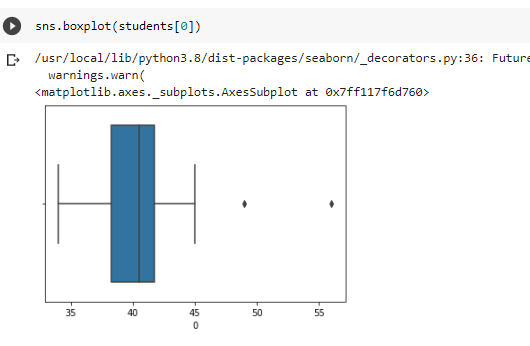 sns.boxplot(students[0])
/usr/local/lib/python3.8/dist-packages/seaborn/_decorators.py:36: Future
warnings.warn(
<matplotlib.axes._subplots.AxesSubplot at 0x7ff117f6d760>
35 40 45 50 55
0